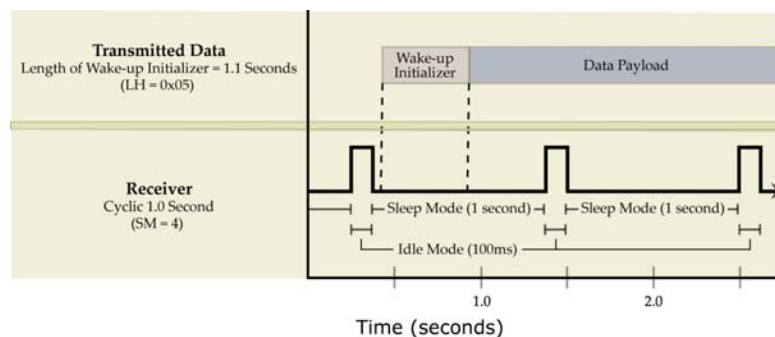 Transmitted Data
Length of Wake-up Initializer = 1.1 Seconds
(LH = 0x05)
Wake-up
Initializer
Data Payload
Receiver
Cyclic 1.0 Second
(SM = 4)
Sleep Mode (1 second)
Sleep Mode (1 second)
Idle Mode (100ms)
1.0
2.0
Time (seconds)